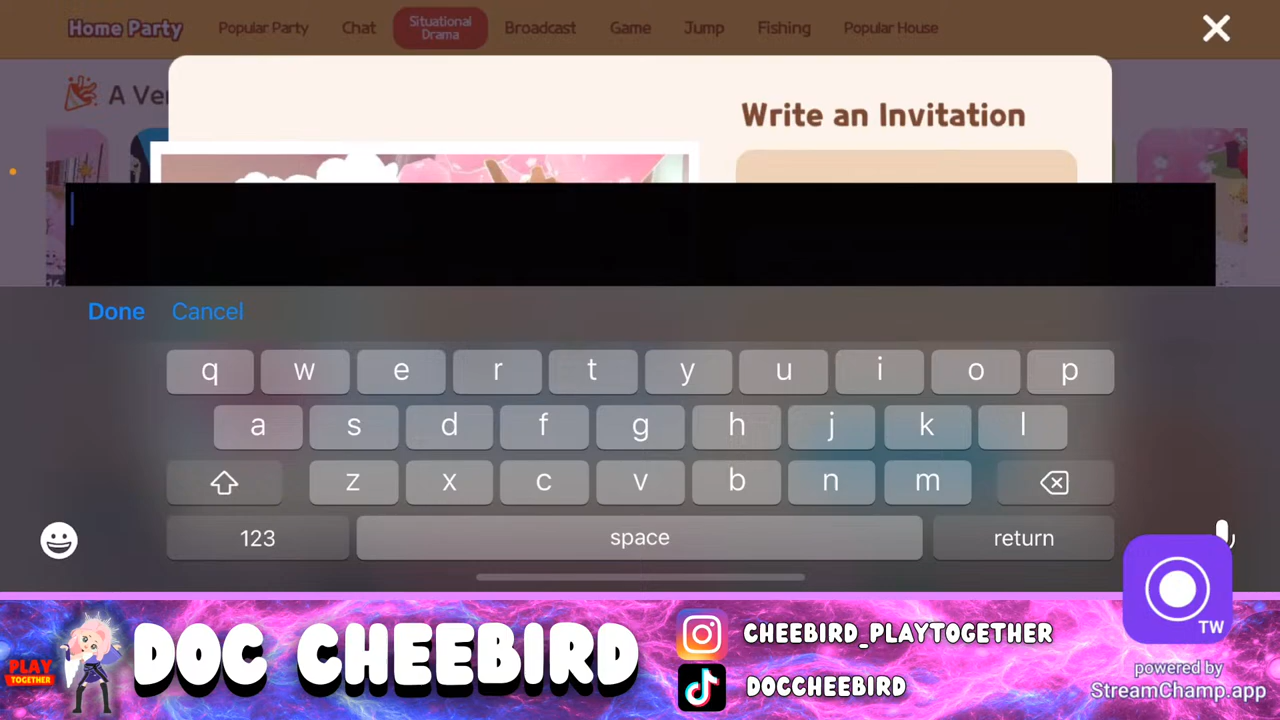 Home Party Popular Party Chat Situational Drama Broadcast Game Jump Fishing Popular House
A Ver
Write an Invitation
Done Cancel
q w e r t y u i o p
a s d f g h j k l
z x c v b n m
123 space return
TW
PLAY TOGETHER
DOC CHEEBIRD
CHEEBIRD_PLAYTOGETHER
DOCCHEEBIRD
powered by
StreamChamp.app